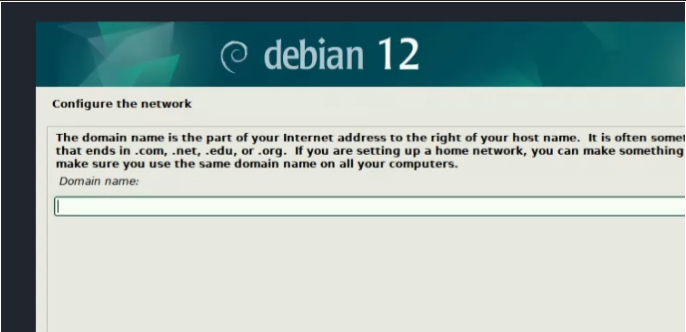 debian 12
Configure the network
The domain name is the part of your Internet address to the right of your host name.  It is often
that ends in .com, .net, .edu, or .org.  If you are setting up a home network, you can make something
make sure you use the same domain name on all your computers.
Domain name: